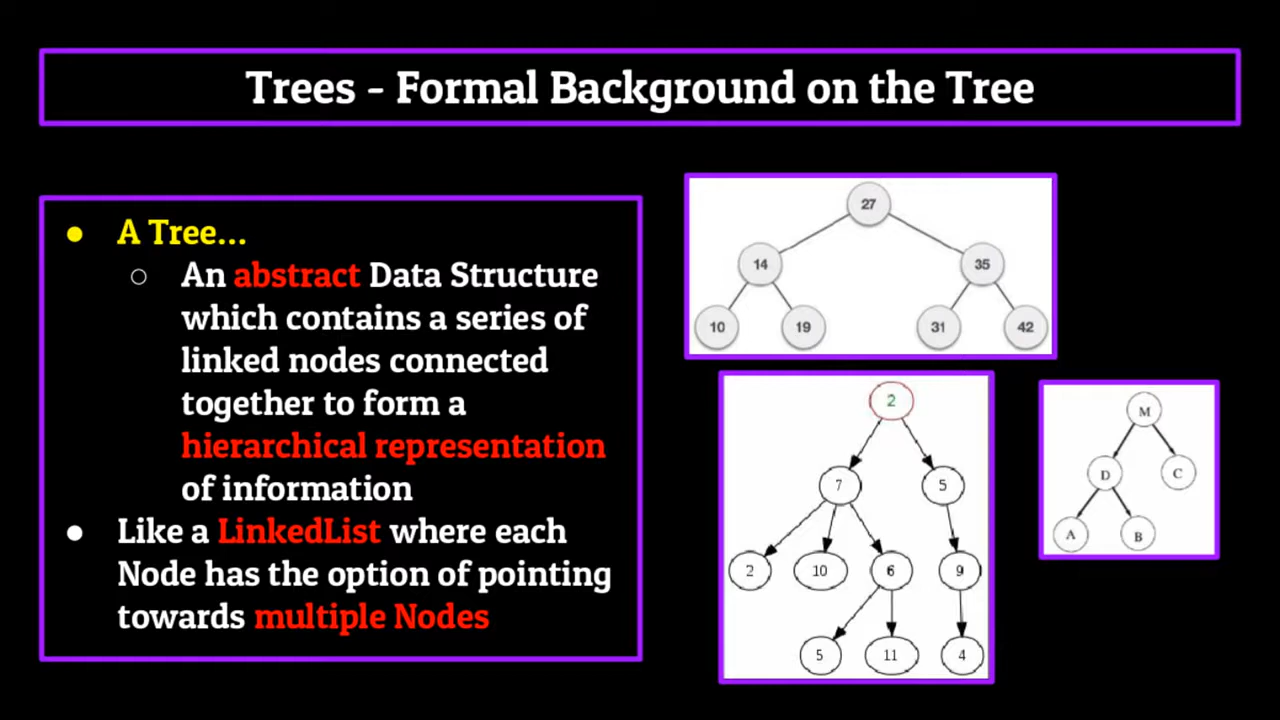 Trees - Formal Background on the Tree
● A Tree...
○ An abstract Data Structure
which contains a series of
linked nodes connected
together to form a
hierarchical representation
of information
● Like a LinkedList where each
Node has the option of pointing
towards multiple Nodes
27
14 35
10 19 31 42
2
7 5
2 10 6 9
5 11 4
M
D C
A B